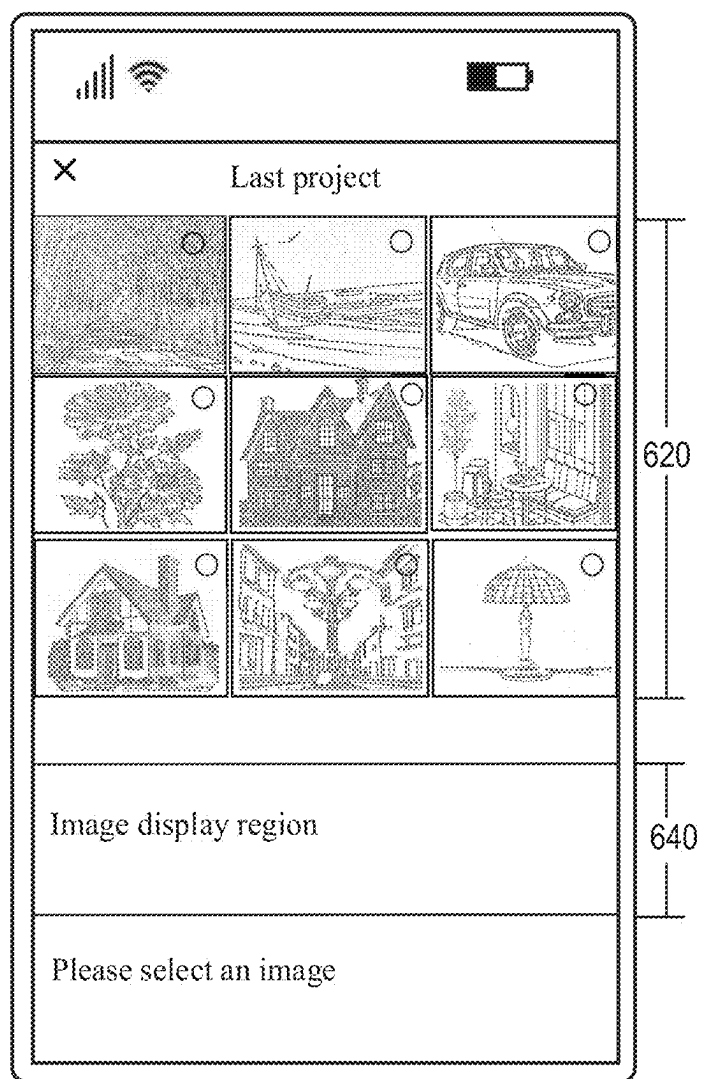 × Last project
620
Image display region
640
Please select an image